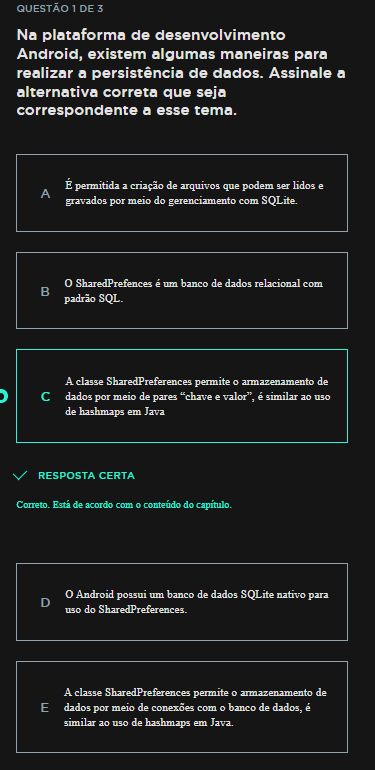 QUESTÃO 1 DE 3
Na plataforma de desenvolvimento
Android, existem algumas maneiras para
realizar a persistência de dados. Assinale a
alternativa correta que seja
correspondente a esse tema.
A
É permitida a criação de arquivos que podem ser lidos e
gravados por meio do gerenciamento com SQLite.
B
O SharedPrefences é um banco de dados relacional com
padrão SQL.
C
A classe SharedPreferences permite o armazenamento de
dados por meio de pares “chave e valor”, é similar ao uso
de hashmaps em Java
RESPOSTA CERTA
Correto. Está de acordo com o conteúdo do capítulo.
D
O Android possui um banco de dados SQLite nativo para
uso do SharedPreferences.
E
A classe SharedPreferences permite o armazenamento de
dados por meio de conexões com o banco de dados, é
similar ao uso de hashmaps em Java.